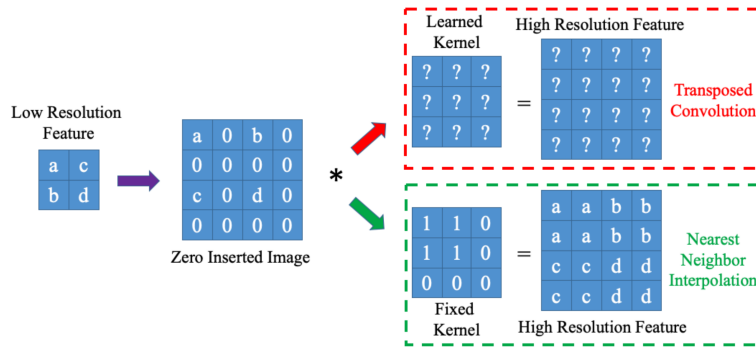 Low Resolution
Feature
a c
b d
a 0 b 0
0 0 0 0
c 0 d 0
0 0 0 0
Zero Inserted Image
*
Learned
Kernel
? ? ?
? ? ?
? ? ?
=
High Resolution Feature
? ? ? ?
? ? ? ?
? ? ? ?
? ? ? ?
Transposed
Convolution
1 1 0
1 1 0
0 0 0
Fixed
Kernel
=
a a b b
a a b b
c c d d
c c d d
High Resolution Feature
Nearest
Neighbor
Interpolation